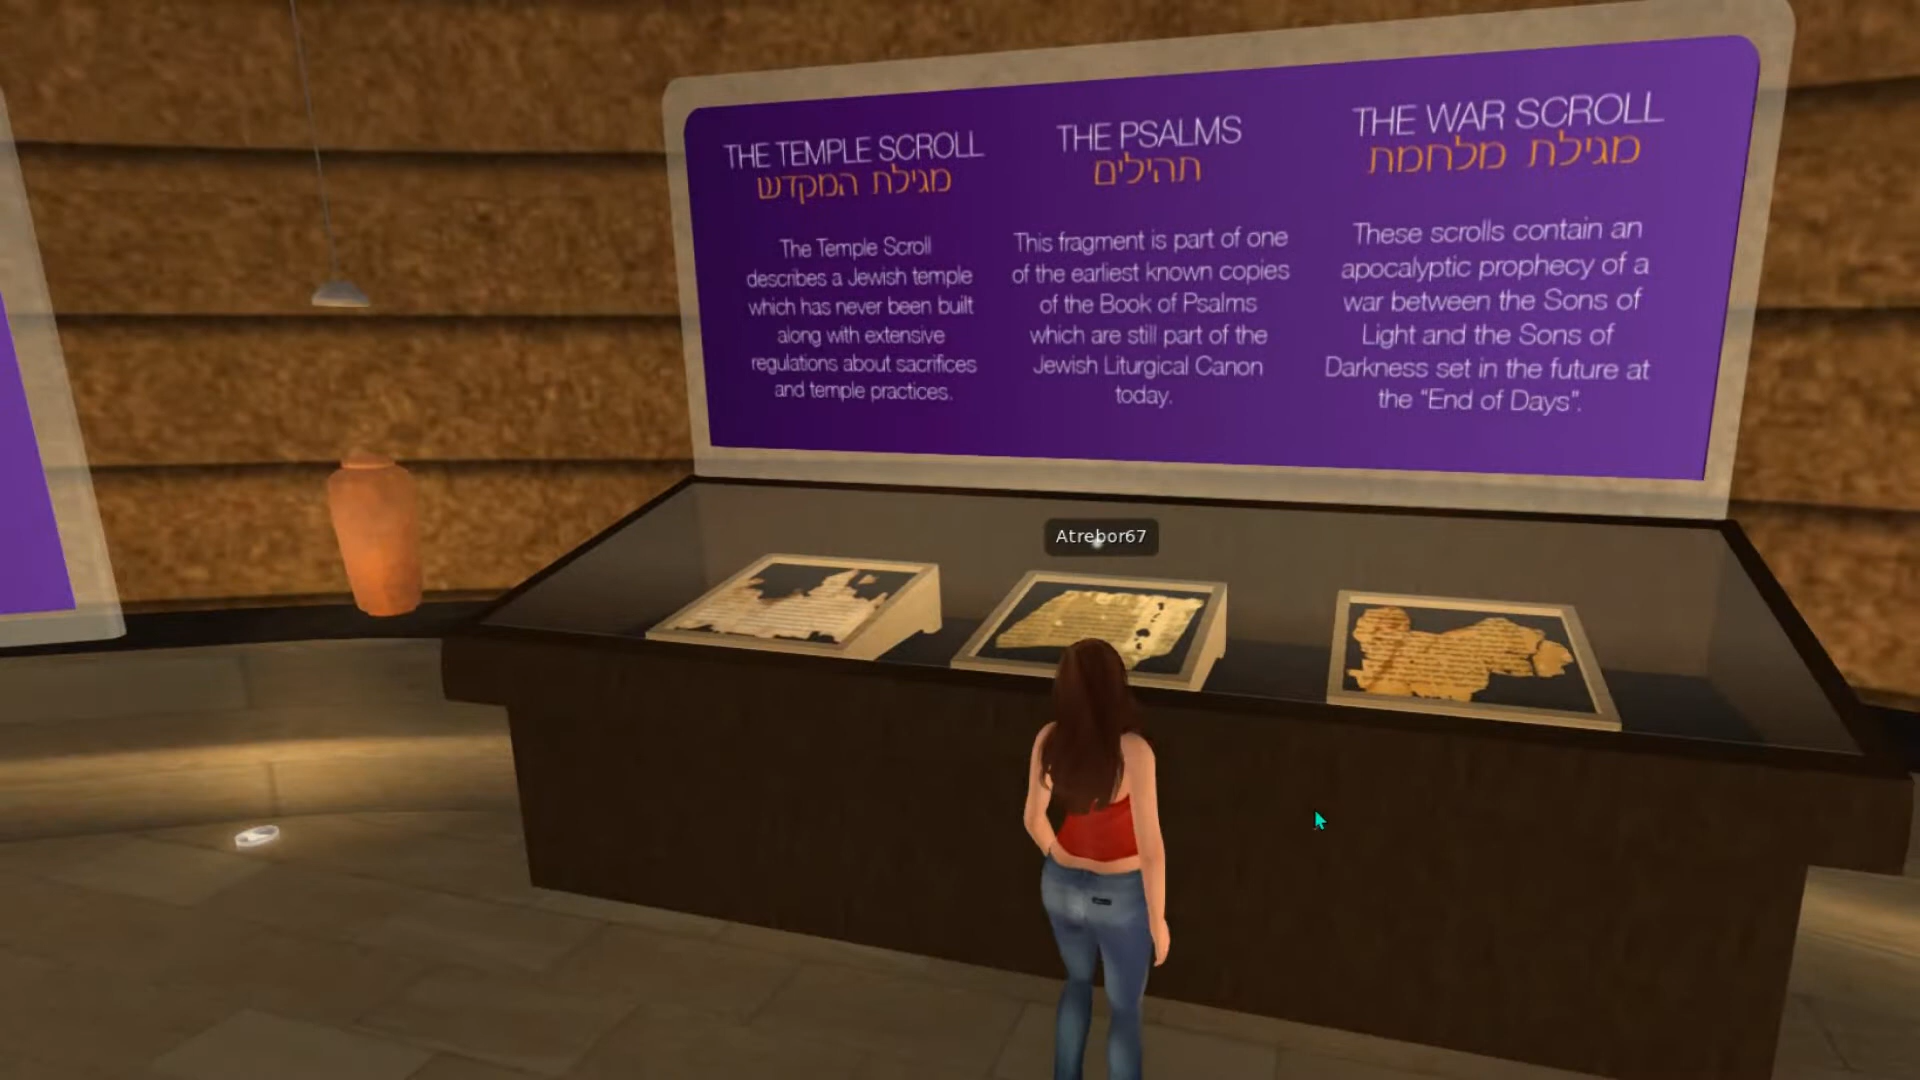 THE TEMPLE SCROLL
מגילת המקדש
The Temple Scroll
describes a Jewish temple
which has never been built
along with extensive
regulations about sacrifices
and temple practices.
THE PSALMS
תהילים
This fragment is part of one
of the earliest known copies
of the Book of Psalms
which are still part of the
Jewish Liturgical Canon
today.
THE WAR SCROLL
מגילת מלחמת
These scrolls contain an
apocalyptic prophecy of a
war between the Sons of
Light and the Sons of
Darkness set in the future at
the “End of Days”.
Atrebor67